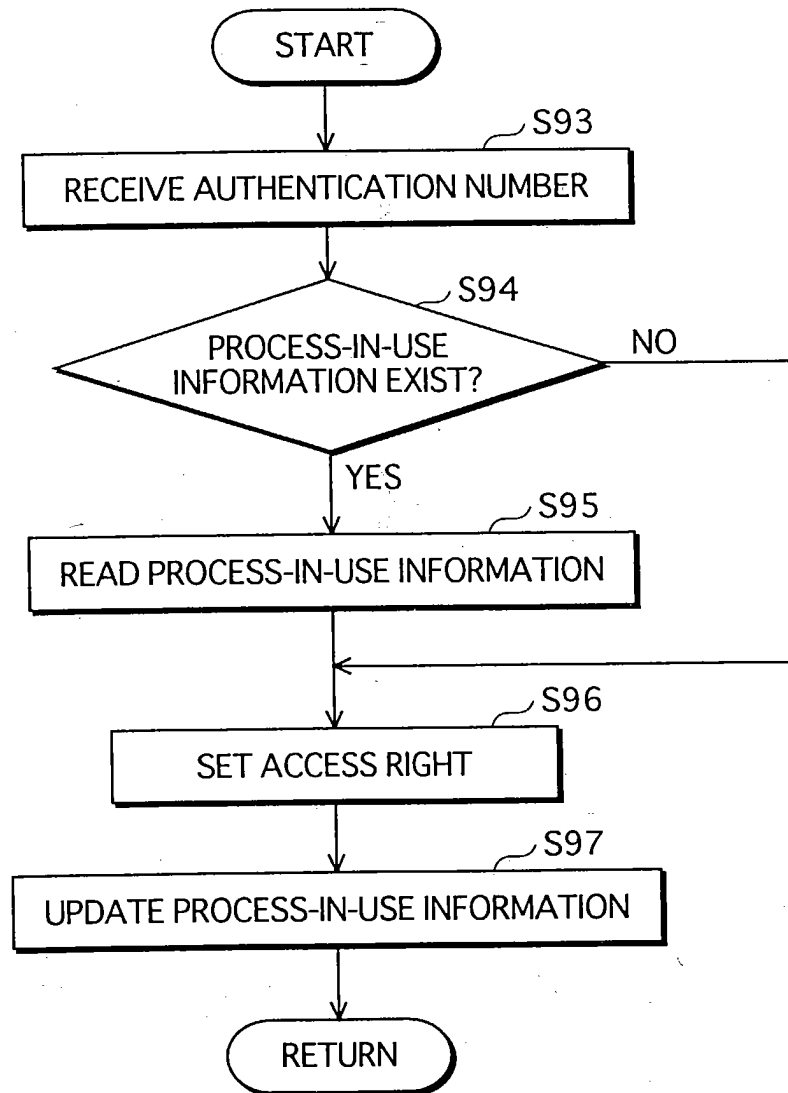 START
S93
RECEIVE AUTHENTICATION NUMBER
S94
PROCESS-IN-USE
INFORMATION EXIST?
NO
YES
S95
READ PROCESS-IN-USE INFORMATION
S96
SET ACCESS RIGHT
S97
UPDATE PROCESS-IN-USE INFORMATION
RETURN